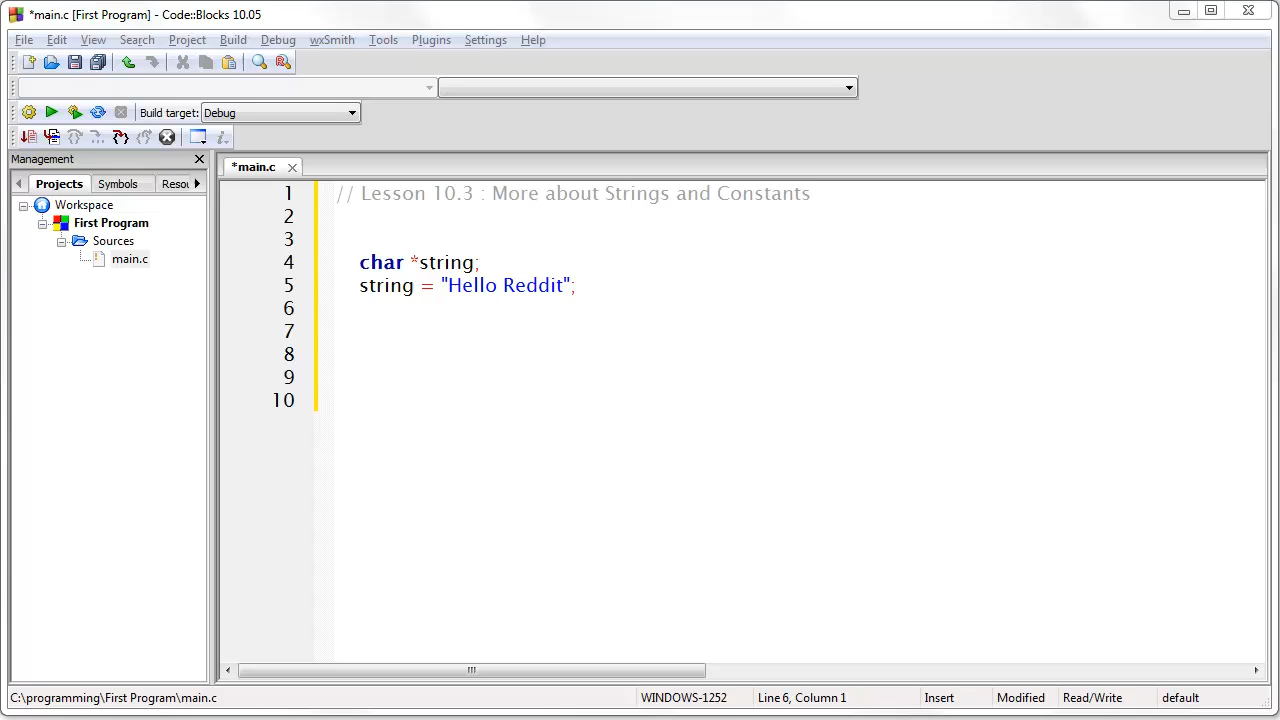 *main.c [First Program] - Code::Blocks 10.05
File Edit View Search Project Build Debug wxSmith Tools Plugins Settings Help
Build target: Debug
Management
*main.c
Projects Symbols Resou
Workspace
First Program
Sources
main.c
1 // Lesson 10.3 : More about Strings and Constants
2
3
4 char *string;
5 string = "Hello Reddit";
6
7
8
9
10
C:\programming\First Program\main.c WINDOWS-1252 Line 6, Column 1 Insert Modified Read/Write default